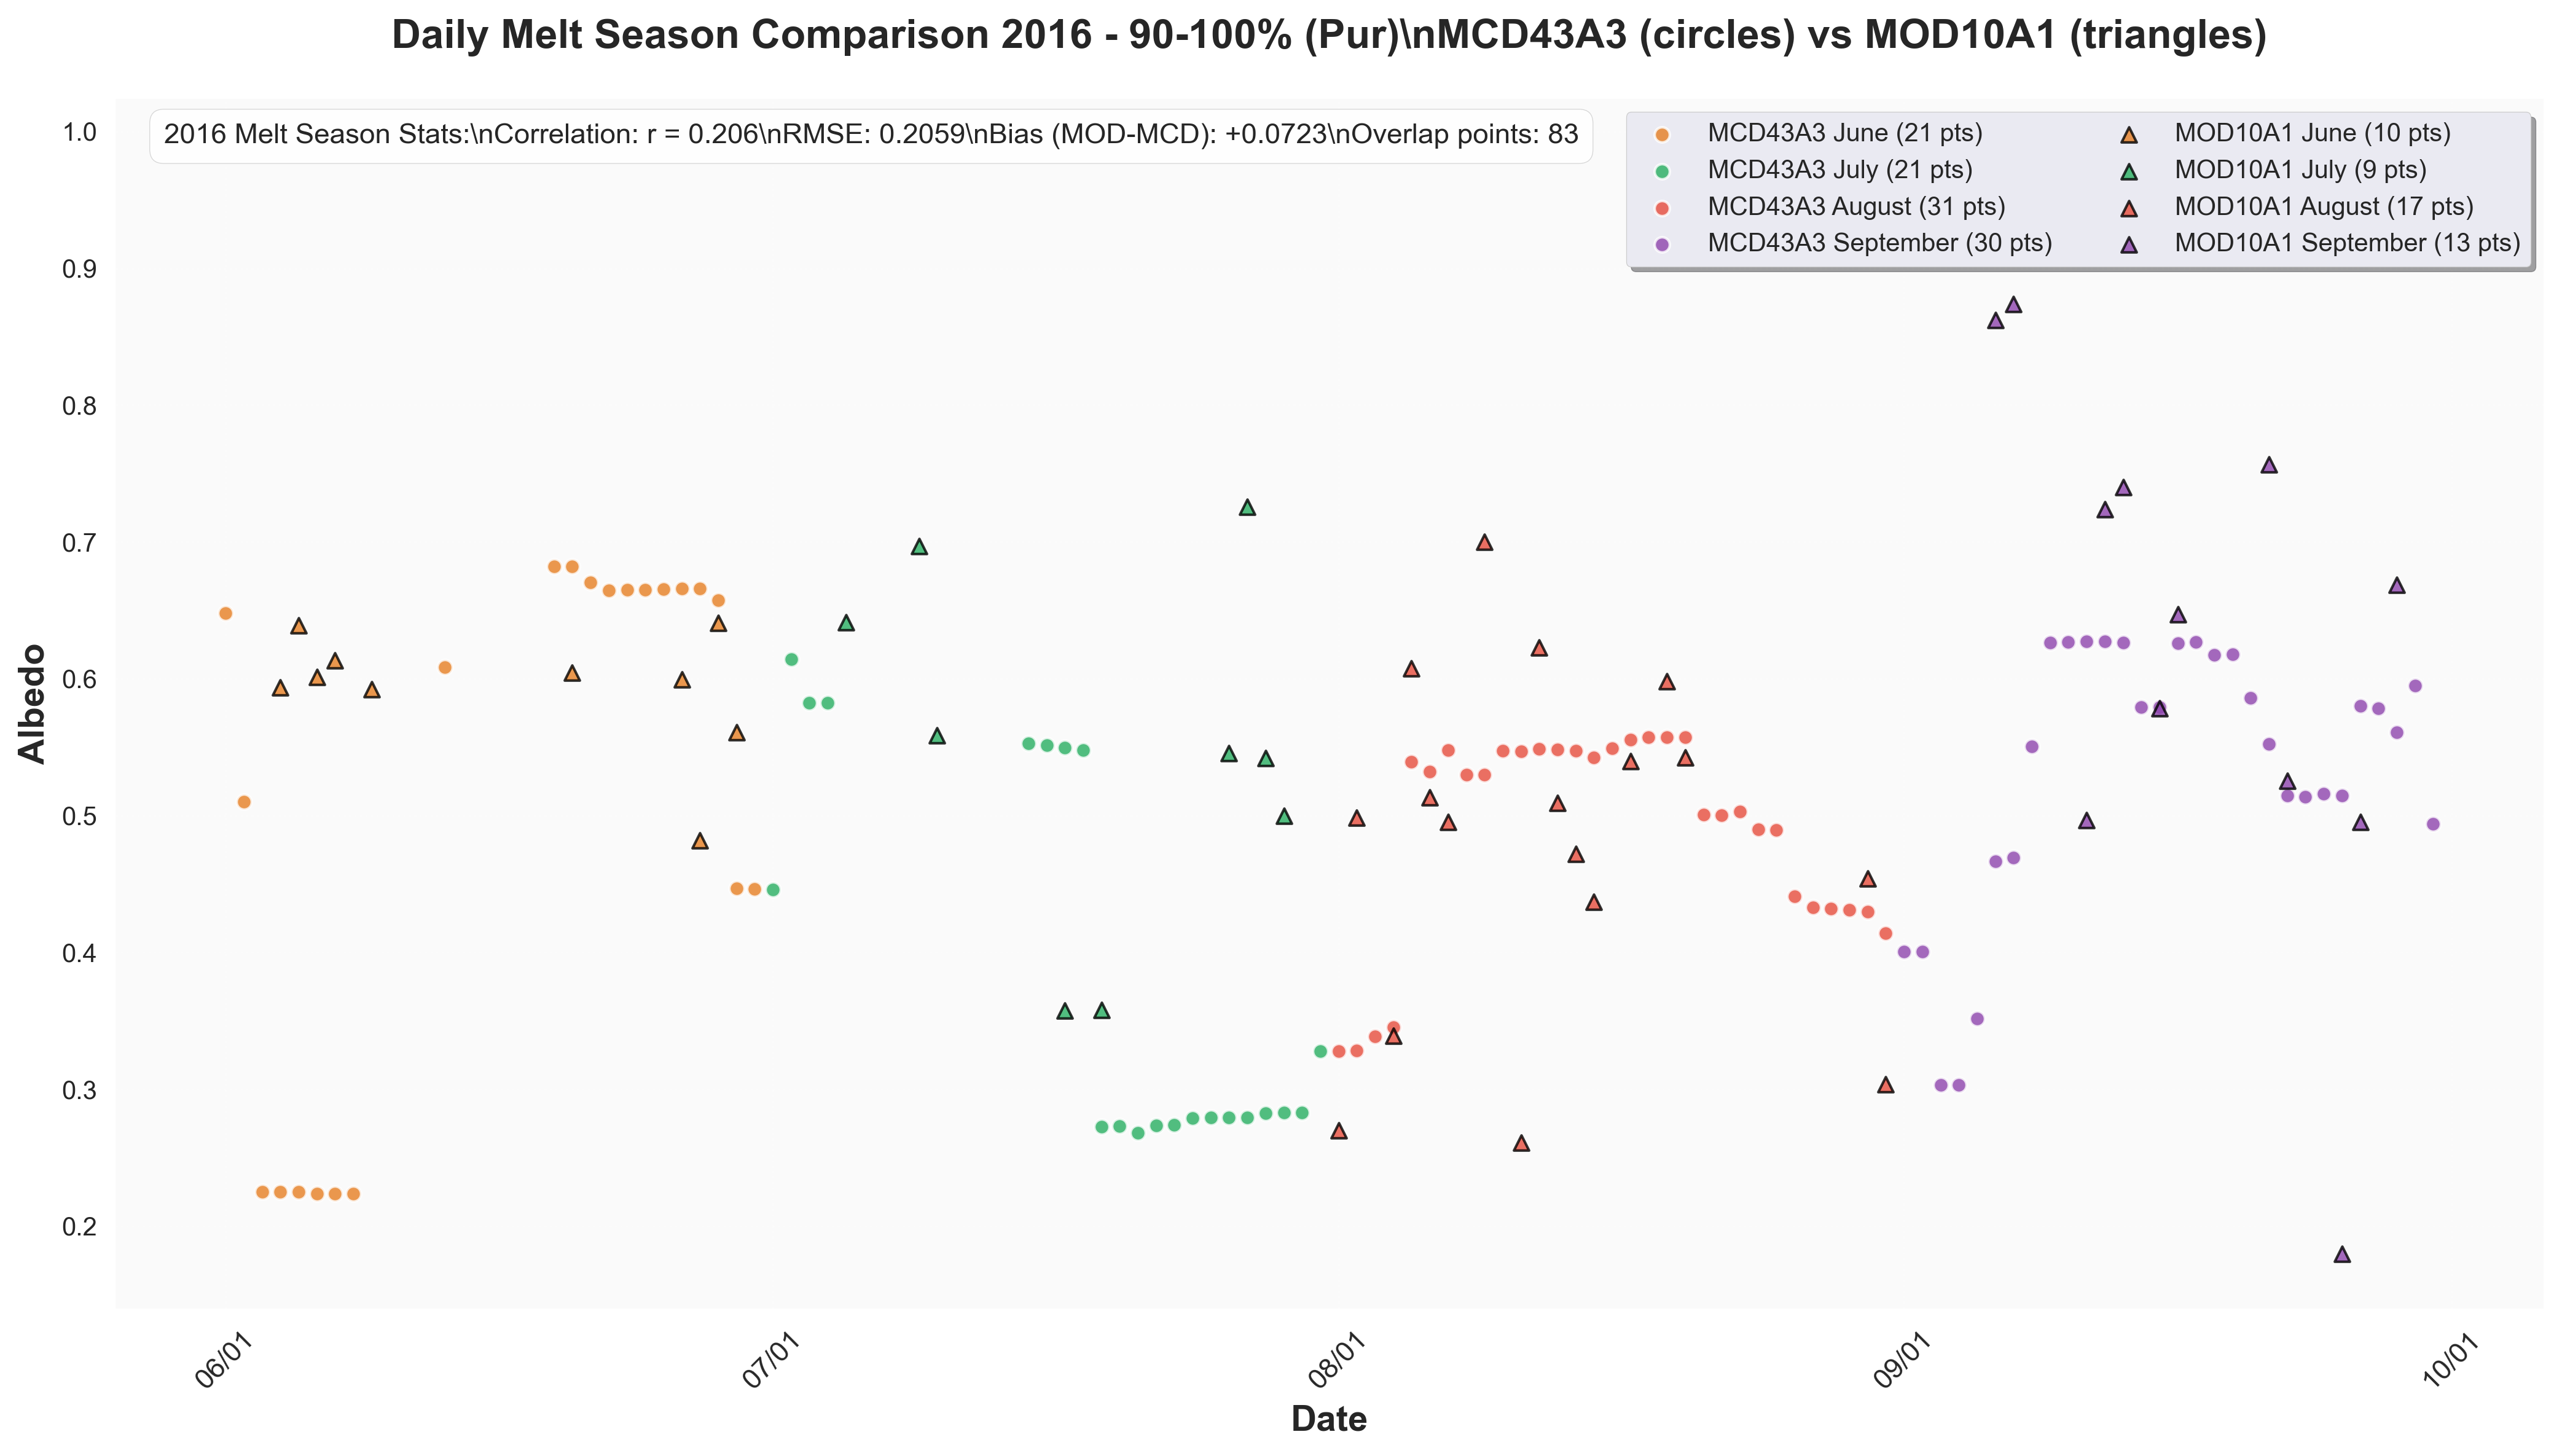 Daily Melt Season Comparison 2016 - 90-100% (Pur)\nMCD43A3 (circles) vs MOD10A1 (triangles)
2016 Melt Season Stats:\nCorrelation: r = 0.206\nRMSE: 0.2059\nBias (MOD-MCD): +0.0723\nOverlap points: 83
MCD43A3 June (21 pts)
MCD43A3 July (21 pts)
MCD43A3 August (31 pts)
MCD43A3 September (30 pts)
MOD10A1 June (10 pts)
MOD10A1 July (9 pts)
MOD10A1 August (17 pts)
MOD10A1 September (13 pts)
Albedo
1.0
0.9
0.8
0.7
0.6
0.5
0.4
0.3
0.2
06/01
07/01
08/01
09/01
10/01
Date